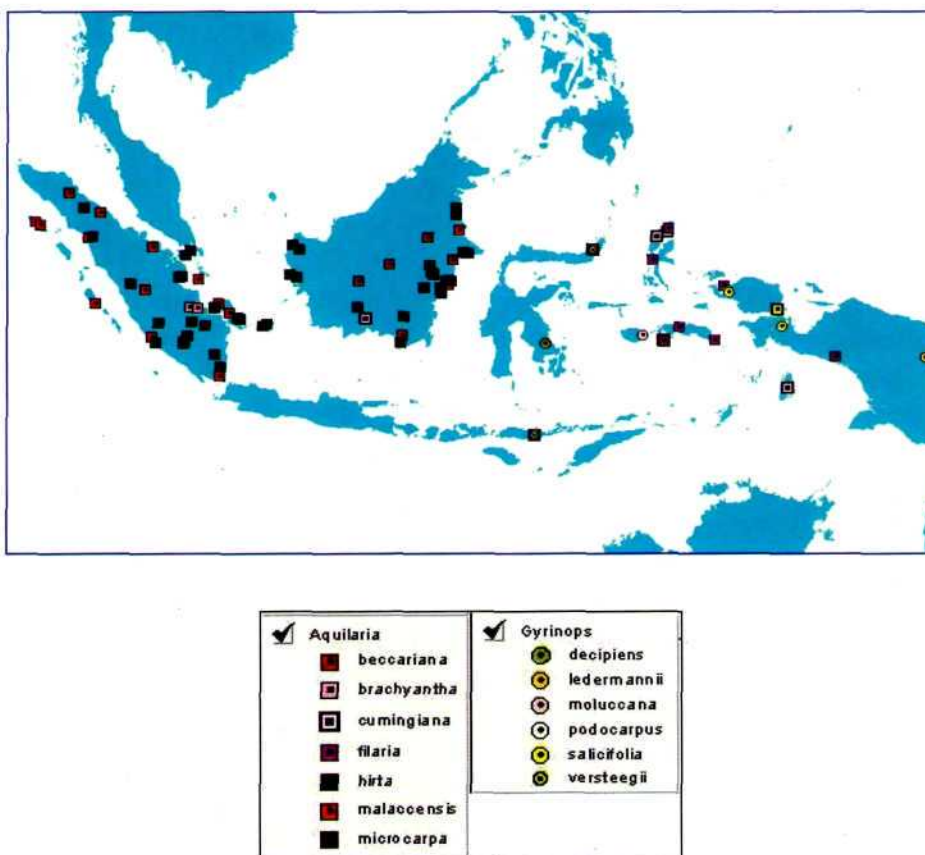 Aquilaria
beccariana
brachyantha
cumingiana
filaria
hirta
malaccensis
microcarpa
Gyrinops
decipiens
ledermannii
moluccana
podocarpus
salicifolia
versteegii